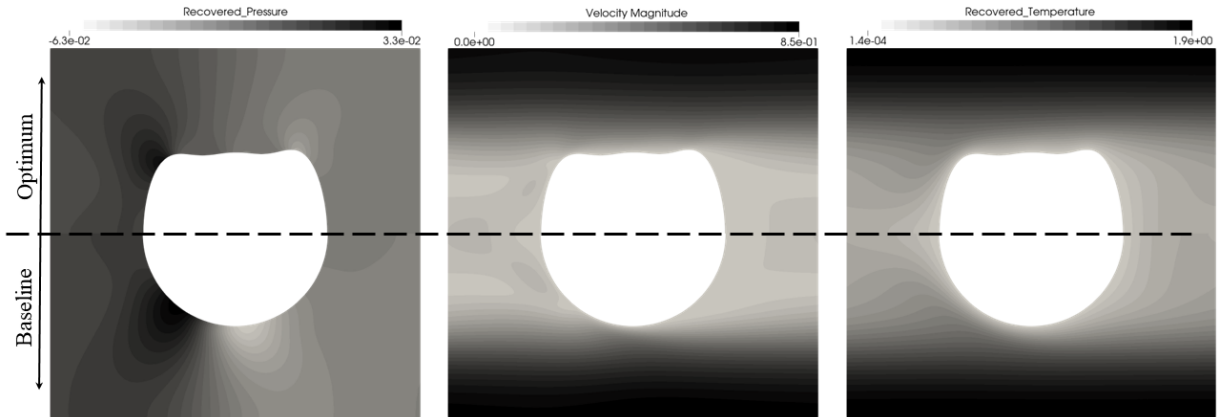 Recovered_Pressure
-6.3e-02 3.3e-02
Velocity Magnitude
0.0e+00 8.5e-01
Recovered_Temperature
1.4e-04 1.9e+00
Optimum
Baseline